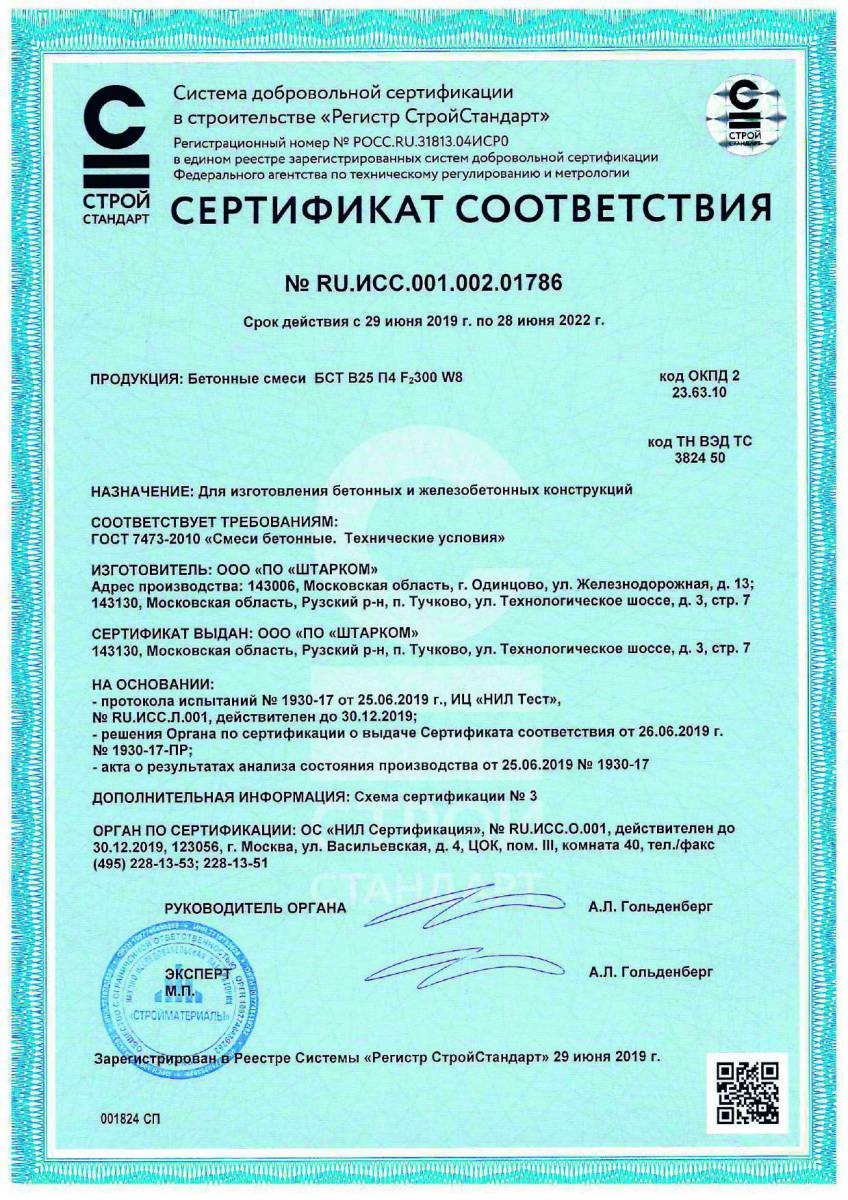 Система добровольной сертификации
в строительстве «Регистр СтройСтандарт»
Регистрационный номер № РОСС.RU.31813.04ИСР0
в едином реестре зарегистрированных систем добровольной сертификации
Федерального агентства по техническому регулированию и метрологии
СТРОЙ
СТАНДАРТ
СТРОЙ
СТАНДАРТ
СЕРТИФИКАТ СООТВЕТСТВИЯ
№ RU.ИСС.001.002.01786
Срок действия с 29 июня 2019 г. по 28 июня 2022 г.
ПРОДУКЦИЯ: Бетонные смеси БСТ В25 П4 F₂300 W8
код ОКПД 2
23.63.10
код ТН ВЭД ТС
3824 50
НАЗНАЧЕНИЕ: Для изготовления бетонных и железобетонных конструкций
СООТВЕТСТВУЕТ ТРЕБОВАНИЯМ:
ГОСТ 7473-2010 «Смеси бетонные. Технические условия»
ИЗГОТОВИТЕЛЬ: ООО «ПО «ШТАРКОМ»
Адрес производства: 143006, Московская область, г. Одинцово, ул. Железнодорожная, д. 13;
143130, Московская область, Рузский р-н, п. Тучково, ул. Технологическое шоссе, д. 3, стр. 7
СЕРТИФИКАТ ВЫДАН: ООО «ПО «ШТАРКОМ»
143130, Московская область, Рузский р-н, п. Тучково, ул. Технологическое шоссе, д. 3, стр. 7
НА ОСНОВАНИИ:
- протокола испытаний № 1930-17 от 25.06.2019 г., ИЦ «НИЛ Тест»,
№ RU.ИСС.Л.001, действителен до 30.12.2019;
- решения Органа по сертификации о выдаче Сертификата соответствия от 26.06.2019 г.
№ 1930-17-ПР;
- акта о результатах анализа состояния производства от 25.06.2019 № 1930-17
ДОПОЛНИТЕЛЬНАЯ ИНФОРМАЦИЯ: Схема сертификации № 3
СТРОЙ
ОРГАН ПО СЕРТИФИКАЦИИ: ОС «НИЛ Сертификация», № RU.ИСС.О.001, действителен до
30.12.2019, 123056, г. Москва, ул. Васильевская, д. 4, ЦОК, пом. III, комната 40, тел./факс
(495) 228-13-53; 228-13-51
СТАНДАРТ
РУКОВОДИТЕЛЬ ОРГАНА
А.Л. Гольденберг
ЭКСПЕРТ
А.Л. Гольденберг
М.П.
ОБЩЕСТВО С ОГРАНИЧЕННОЙ ОТВЕТСТВЕННОСТЬЮ
«СТРОЙМАТЕРИАЛЫ»
Зарегистрирован в Реестре Системы «Регистр СтройСтандарт» 29 июня 2019 г.
001824 СП